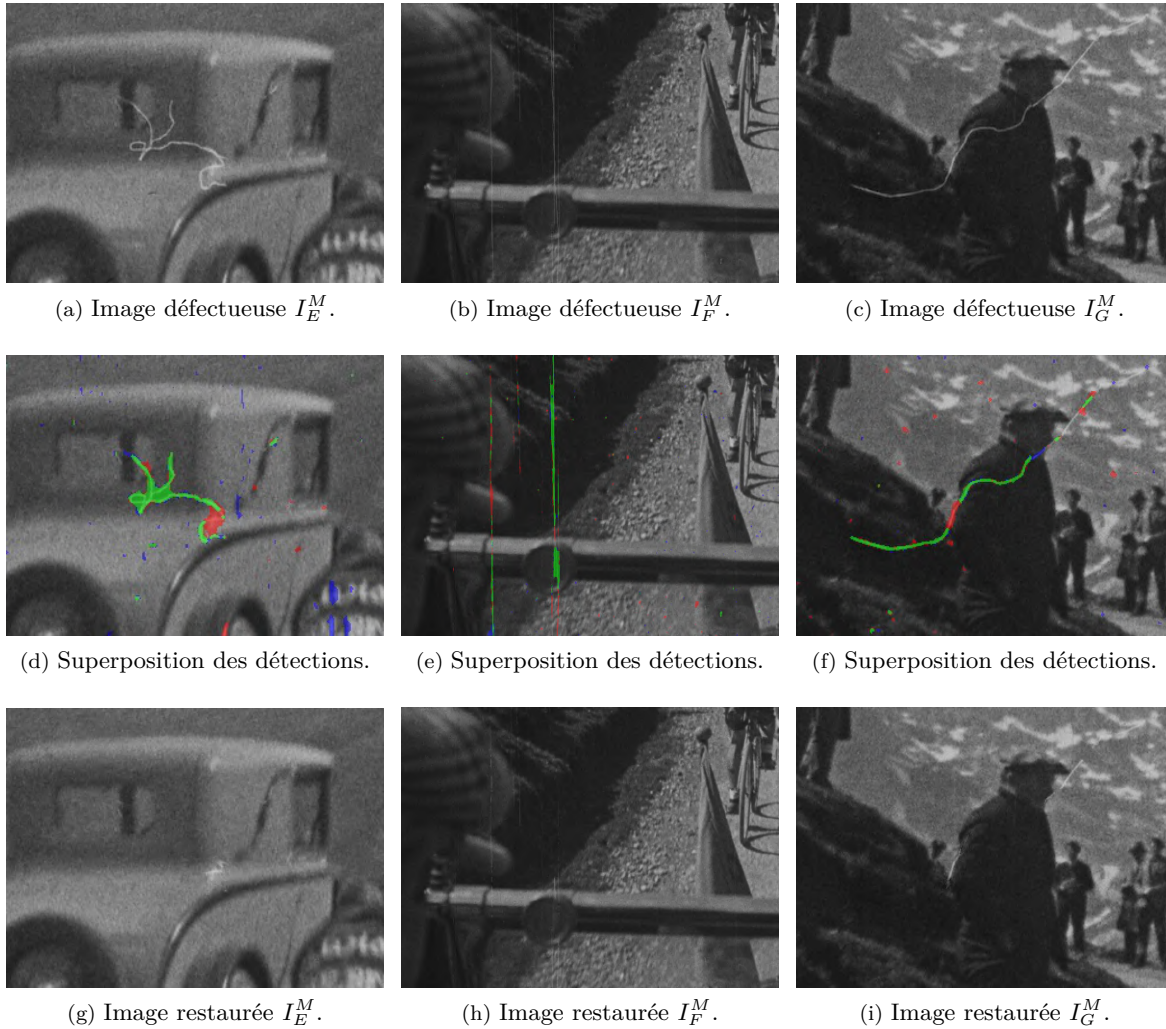 (a) Image défectueuse $I_E^M$.
(b) Image défectueuse $I_F^M$.
(c) Image défectueuse $I_G^M$.
(d) Superposition des détections.
(e) Superposition des détections.
(f) Superposition des détections.
(g) Image restaurée $I_E^M$.
(h) Image restaurée $I_F^M$.
(i) Image restaurée $I_G^M$.